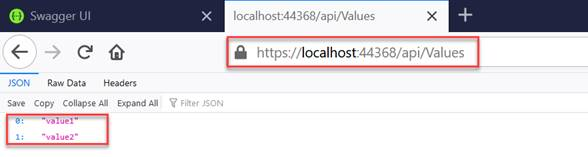 Swagger UI
localhost:44368/api/Values
https://localhost:44368/api/Values
JSON Raw Data Headers
Save Copy Collapse All Expand All Filter JSON
0: "value1"
1: "value2"